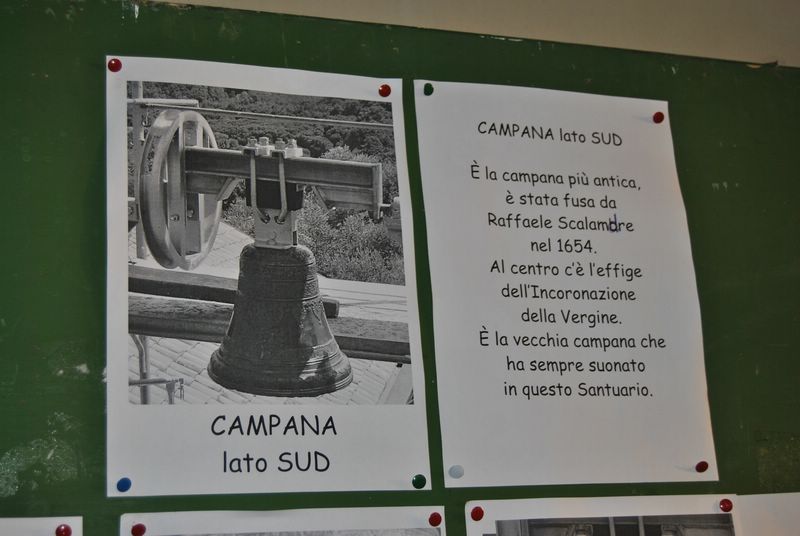 CAMPANA
lato SUD
CAMPANA lato SUD
È la campana più antica,
è stata fusa da
Raffaele Scalamdre
nel 1654.
Al centro c'è l'effige
dell'Incoronazione
della Vergine.
È la vecchia campana che
ha sempre suonato
in questo Santuario.